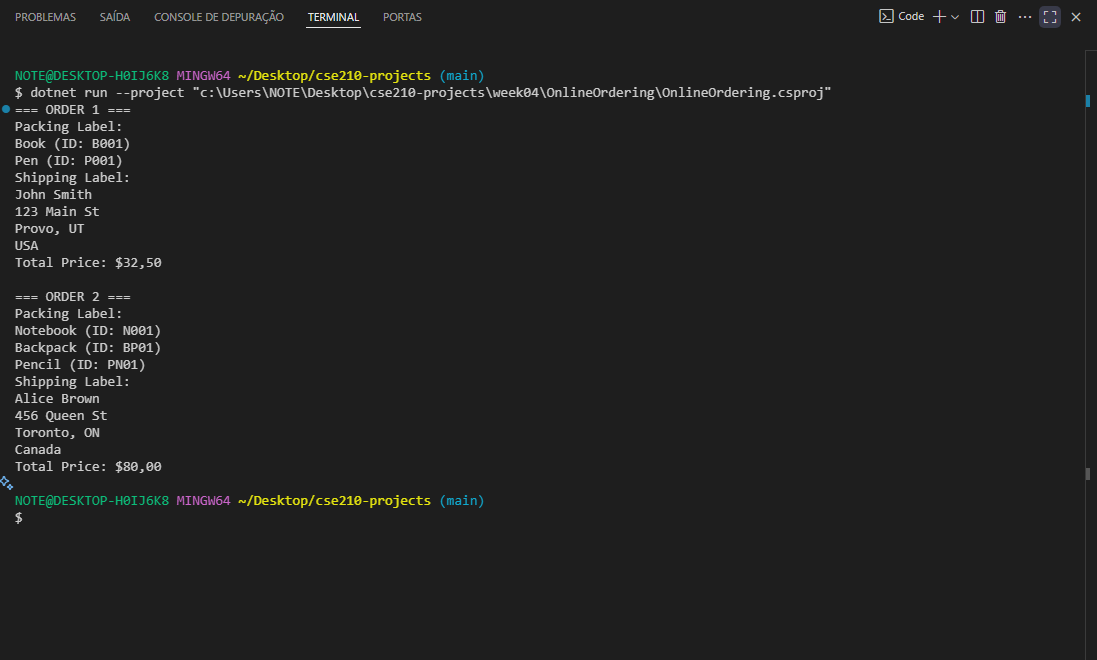 PROBLEMAS SAÍDA CONSOLE DE DEPURAÇÃO TERMINAL PORTAS Code
NOTE@DESKTOP-H0IJ6K8 MINGW64 ~/Desktop/cse210-projects (main)
$ dotnet run --project "c:\Users\NOTE\Desktop\cse210-projects\week04\OnlineOrdering\OnlineOrdering.csproj"
=== ORDER 1 ===
Packing Label:
Book (ID: B001)
Pen (ID: P001)
Shipping Label:
John Smith
123 Main St
Provo, UT
USA
Total Price: $32,50
=== ORDER 2 ===
Packing Label:
Notebook (ID: N001)
Backpack (ID: BP01)
Pencil (ID: PN01)
Shipping Label:
Alice Brown
456 Queen St
Toronto, ON
Canada
Total Price: $80,00
NOTE@DESKTOP-H0IJ6K8 MINGW64 ~/Desktop/cse210-projects (main)
$